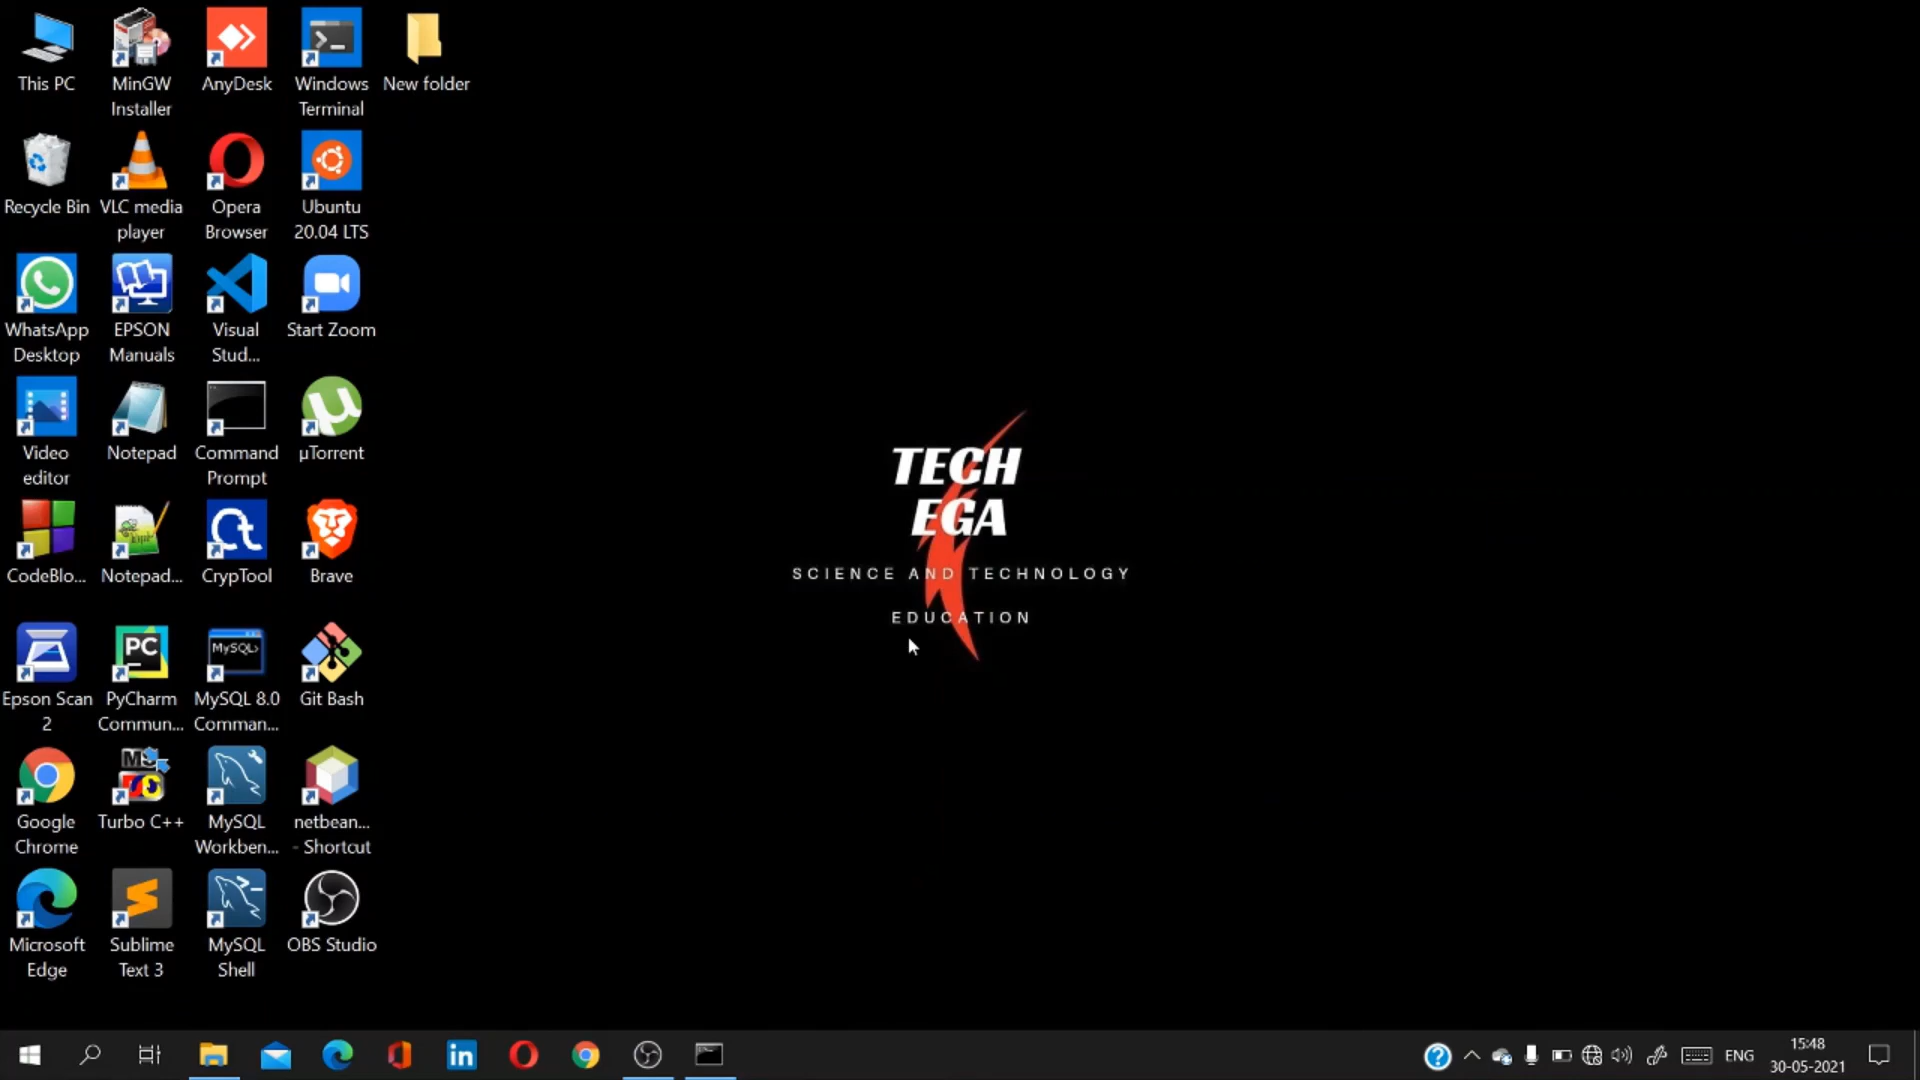 This PC
MinGW
Installer
AnyDesk
Windows
Terminal
New folder
Recycle Bin
VLC media
player
Opera
Browser
Ubuntu
20.04 LTS
WhatsApp
Desktop
EPSON
Manuals
Visual
Stud...
Start Zoom
Video
editor
Notepad
Command
Prompt
µTorrent
CodeBlo...
Notepad...
CrypTool
Brave
PC
MySQL>
Epson Scan
2
PyCharm
Commun...
MySQL 8.0
Comman...
Git Bash
Google
Chrome
Turbo C++
MySQL
Workben...
netbean...
- Shortcut
Microsoft
Edge
Sublime
Text 3
MySQL
Shell
OBS Studio
TECH
EGA
SCIENCE AND TECHNOLOGY
EDUCATION
in
ENG
15:48
30-05-2021